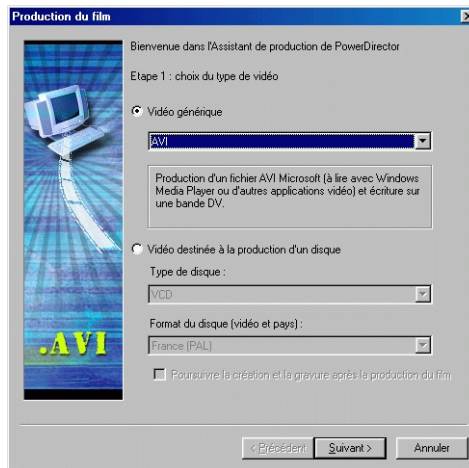 Production du film
Bienvenue dans l'Assistant de production de PowerDirector
Etape 1 : choix du type de vidéo
Vidéo générique
AVI
Production d'un fichier AVI Microsoft (à lire avec Windows
Media Player ou d'autres applications vidéo) et écriture sur
une bande DV.
Vidéo destinée à la production d'un disque
Type de disque :
VCD
Format du disque (vidéo et pays) :
France (PAL)
Poursuivre la création et la gravure après la production du film
.AVI
< Précédent
Suivant >
Annuler